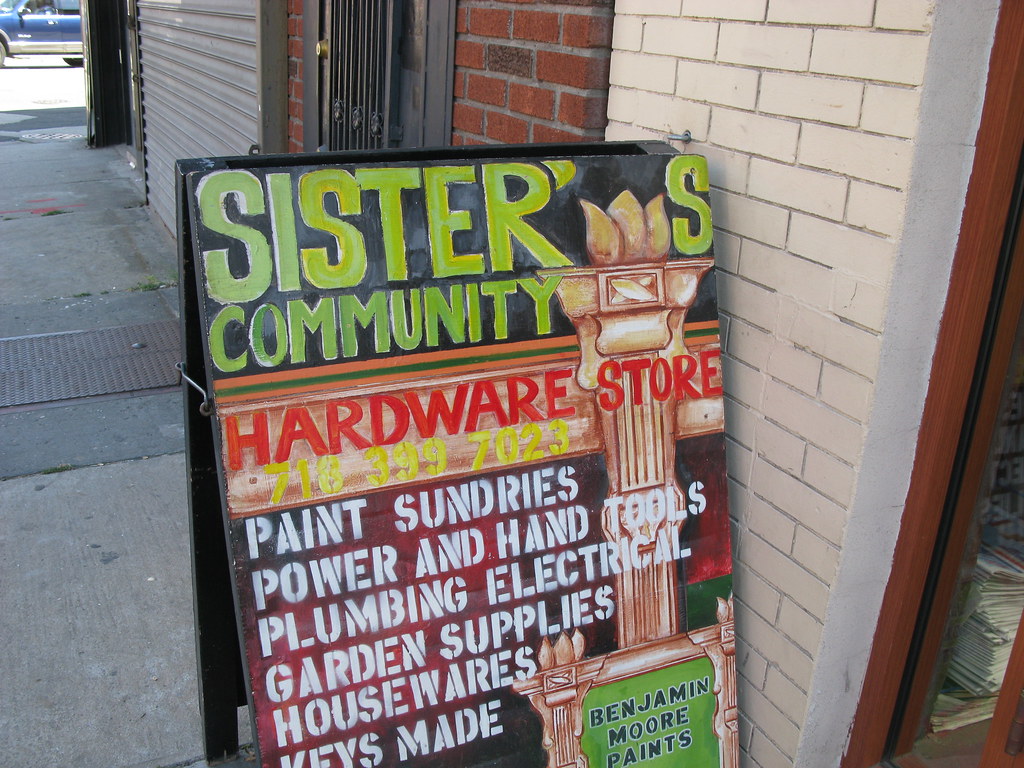 SISTER'S
COMMUNITY
HARDWARE STORE
718 399 7023
PAINT SUNDRIES
POWER AND HAND TOOLS
PLUMBING ELECTRICAL
GARDEN SUPPLIES
HOUSEWARES
KEYS MADE
BENJAMIN
MOORE
PAINTS